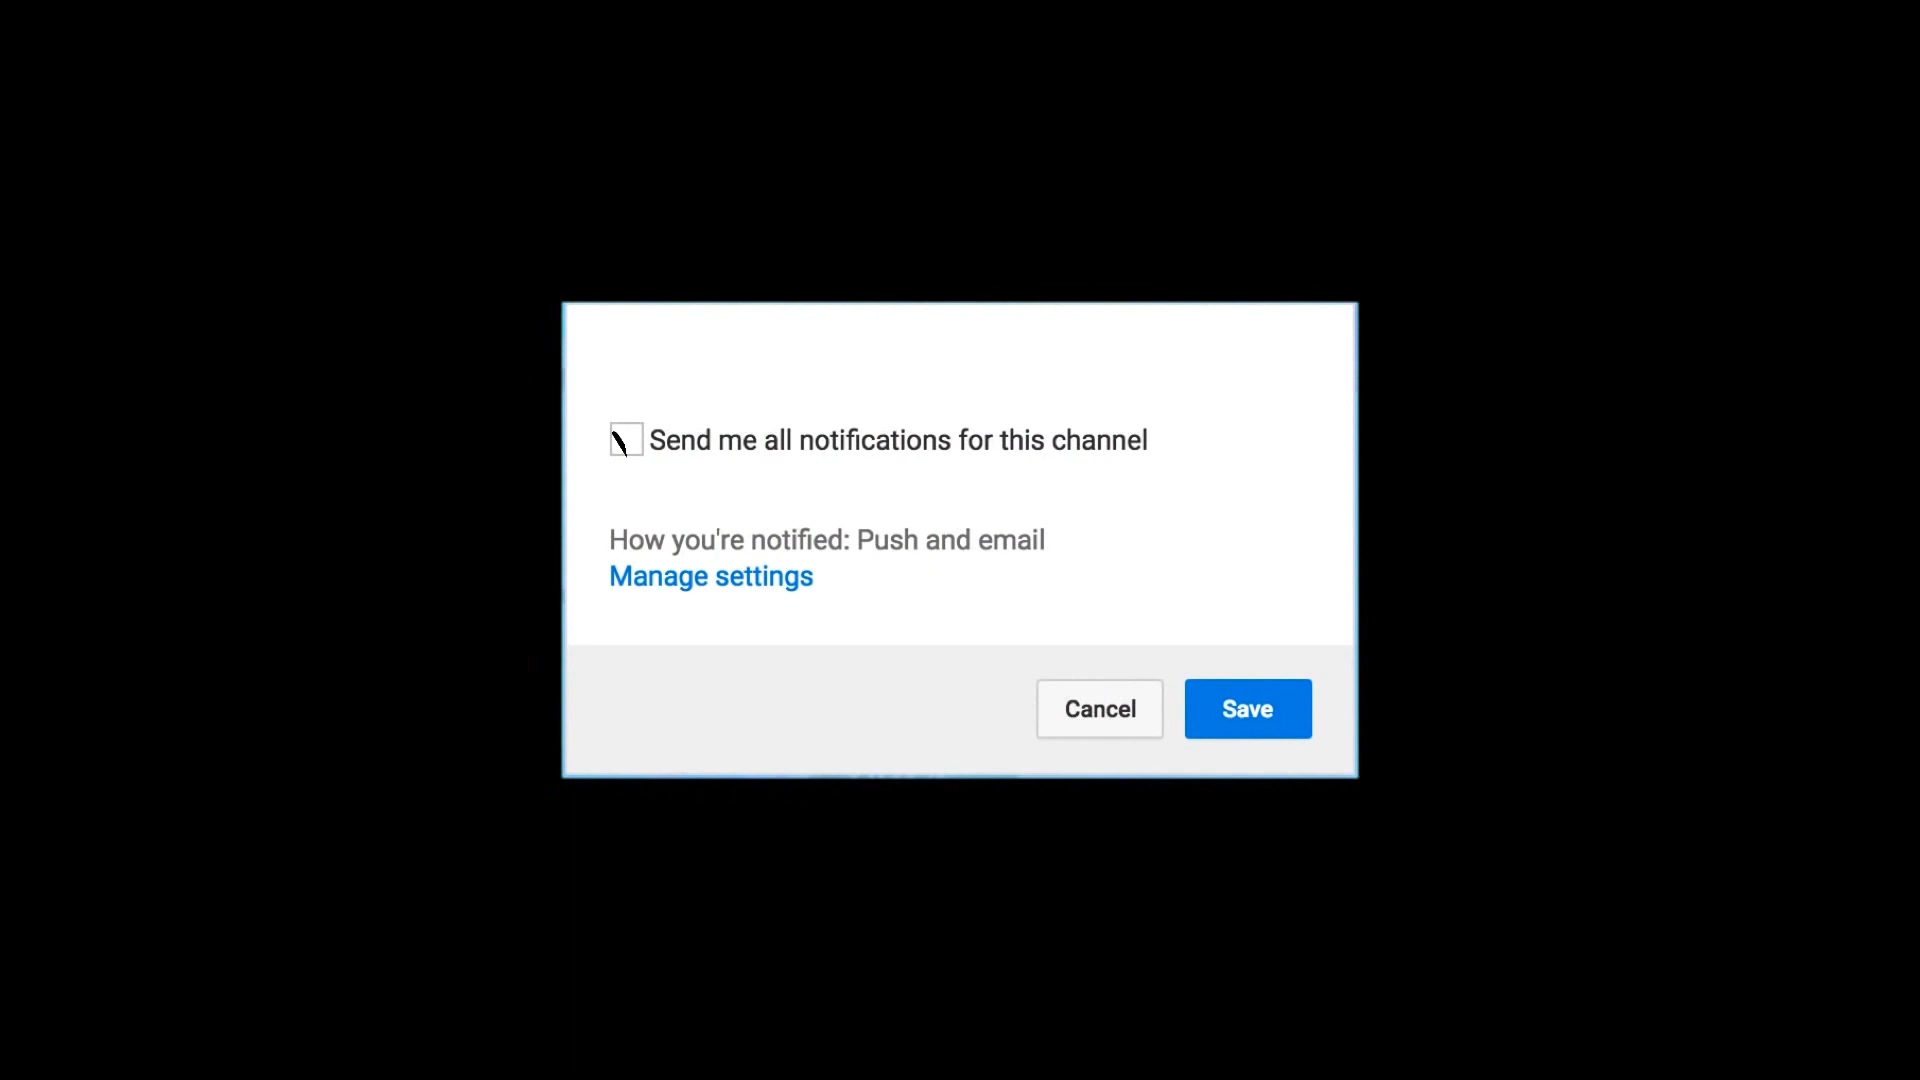 Send me all notifications for this channel
How you're notified: Push and email
Manage settings
Cancel
Save